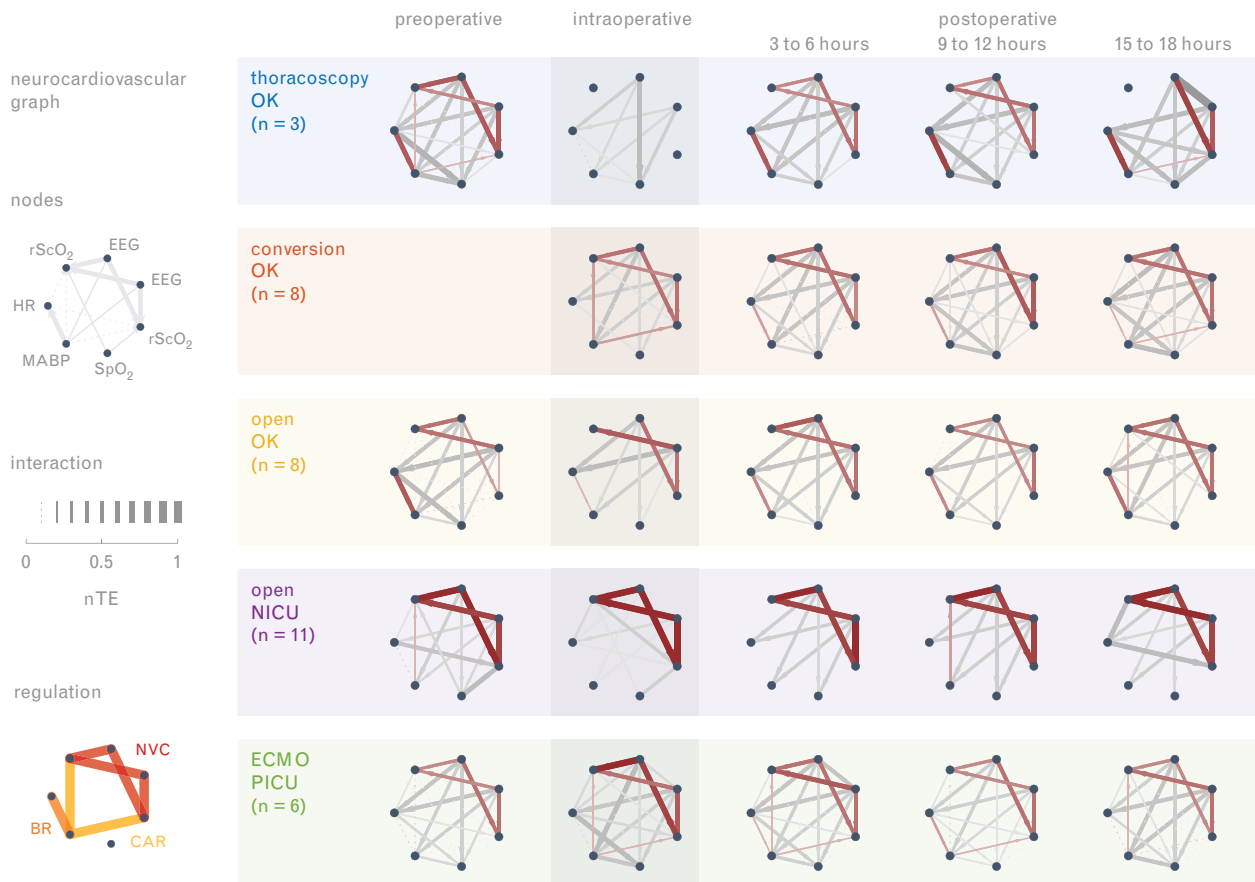 preoperative
intraoperative
postoperative
3 to 6 hours
9 to 12 hours
15 to 18 hours
neurocardiovascular
graph
thoracoscopy
OK
(n = 3)
nodes
rScO2
EEG
EEG
HR
rScO2
MABP
SpO2
conversion
OK
(n = 8)
open
OK
(n = 8)
interaction
0
0.5
1
nTE
open
NICU
(n = 11)
regulation
NVC
BR
CAR
ECMO
PICU
(n = 6)